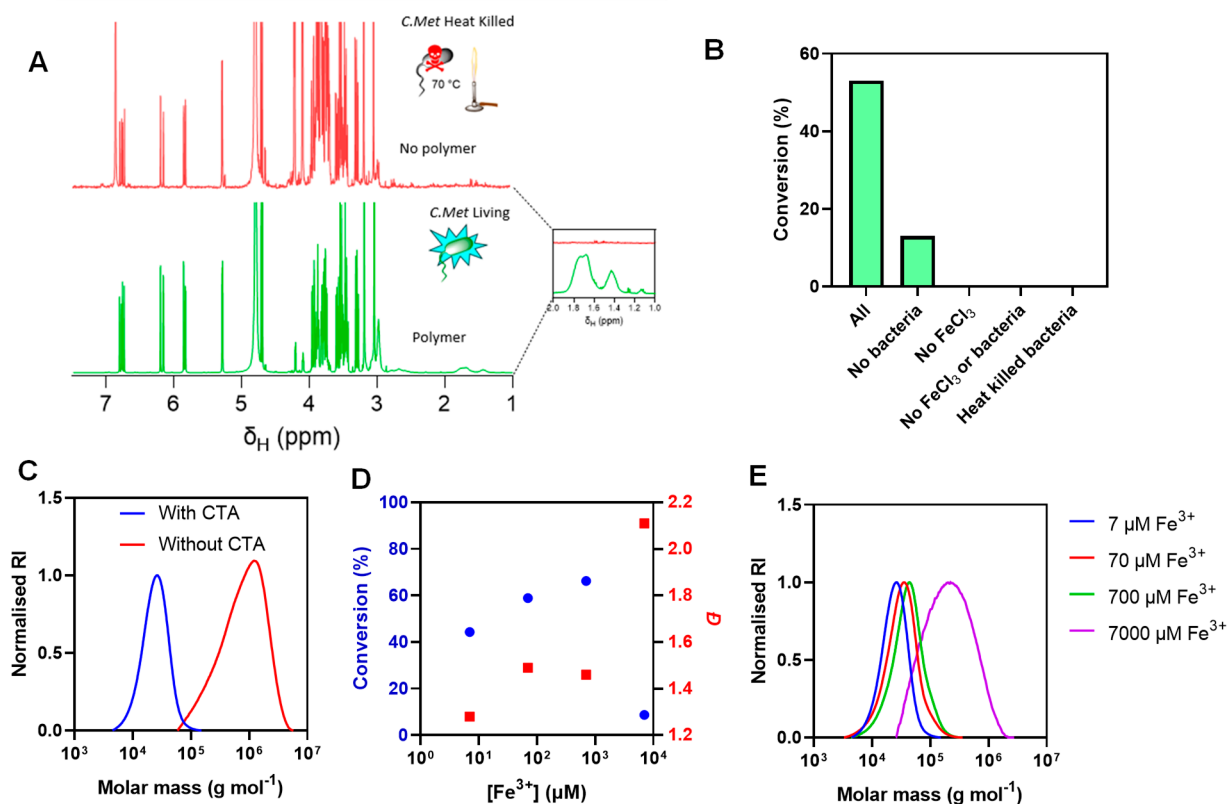 A
C.Met Heat Killed
70 °C
No polymer
C.Met Living
Polymer
7 6 5 4 3 2 1
δH (ppm)
2.0 1.8 1.6 1.4 1.2 1.0
δH (ppm)
B
Conversion (%)
60
40
20
0
All
No bacteria
No FeCl3
No FeCl3 or bacteria
Heat killed bacteria
C
Normalised RI
1.5
1.0
0.5
0.0
With CTA
Without CTA
10³ 10⁴ 10⁵ 10⁶ 10⁷
Molar mass (g mol⁻¹)
D
Conversion (%)
100
80
60
40
20
0
2.2
2.0
1.8
1.6
1.4
1.2
Đ
10⁰ 10¹ 10² 10³ 10⁴
[Fe³⁺] (µM)
E
Normalised RI
1.5
1.0
0.5
0.0
10³ 10⁴ 10⁵ 10⁶ 10⁷
Molar mass (g mol⁻¹)
7 µM Fe³⁺
70 µM Fe³⁺
700 µM Fe³⁺
7000 µM Fe³⁺